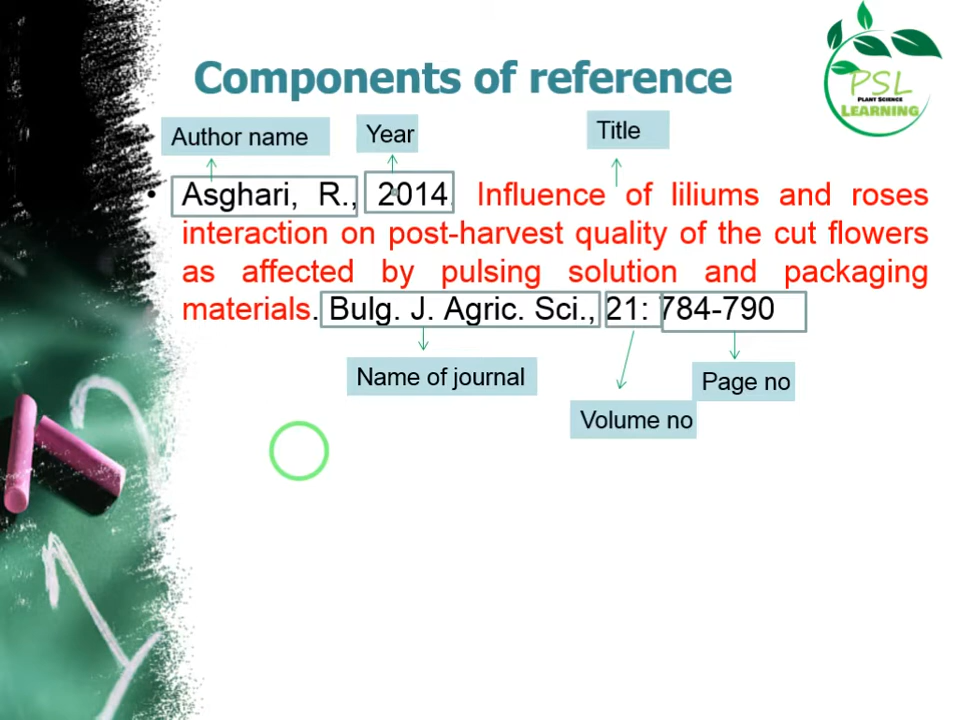 Components of reference
PSL
PLANT SCIENCE
LEARNING
Author name
Year
Title
• Asghari, R., 2014. Influence of liliums and roses
interaction on post-harvest quality of the cut flowers
as affected by pulsing solution and packaging
materials. Bulg. J. Agric. Sci., 21: 784-790
Name of journal
Page no
Volume no